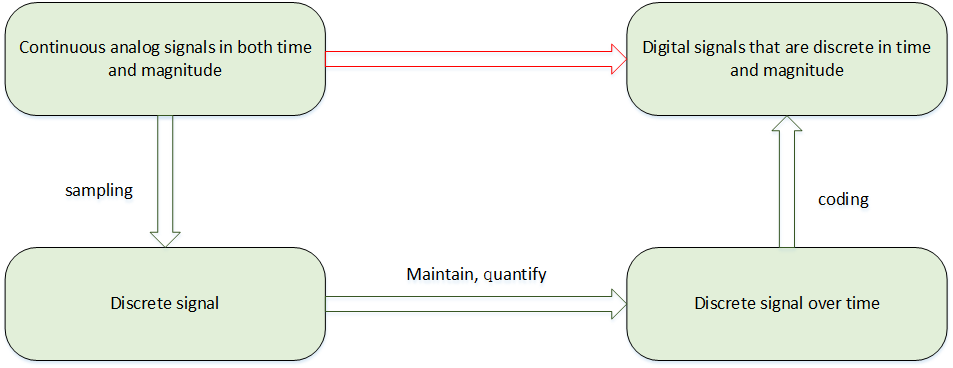 Continuous analog signals in both time
and magnitude
Digital signals that are discrete in time
and magnitude
sampling
coding
Maintain, quantify
Discrete signal
Discrete signal over time